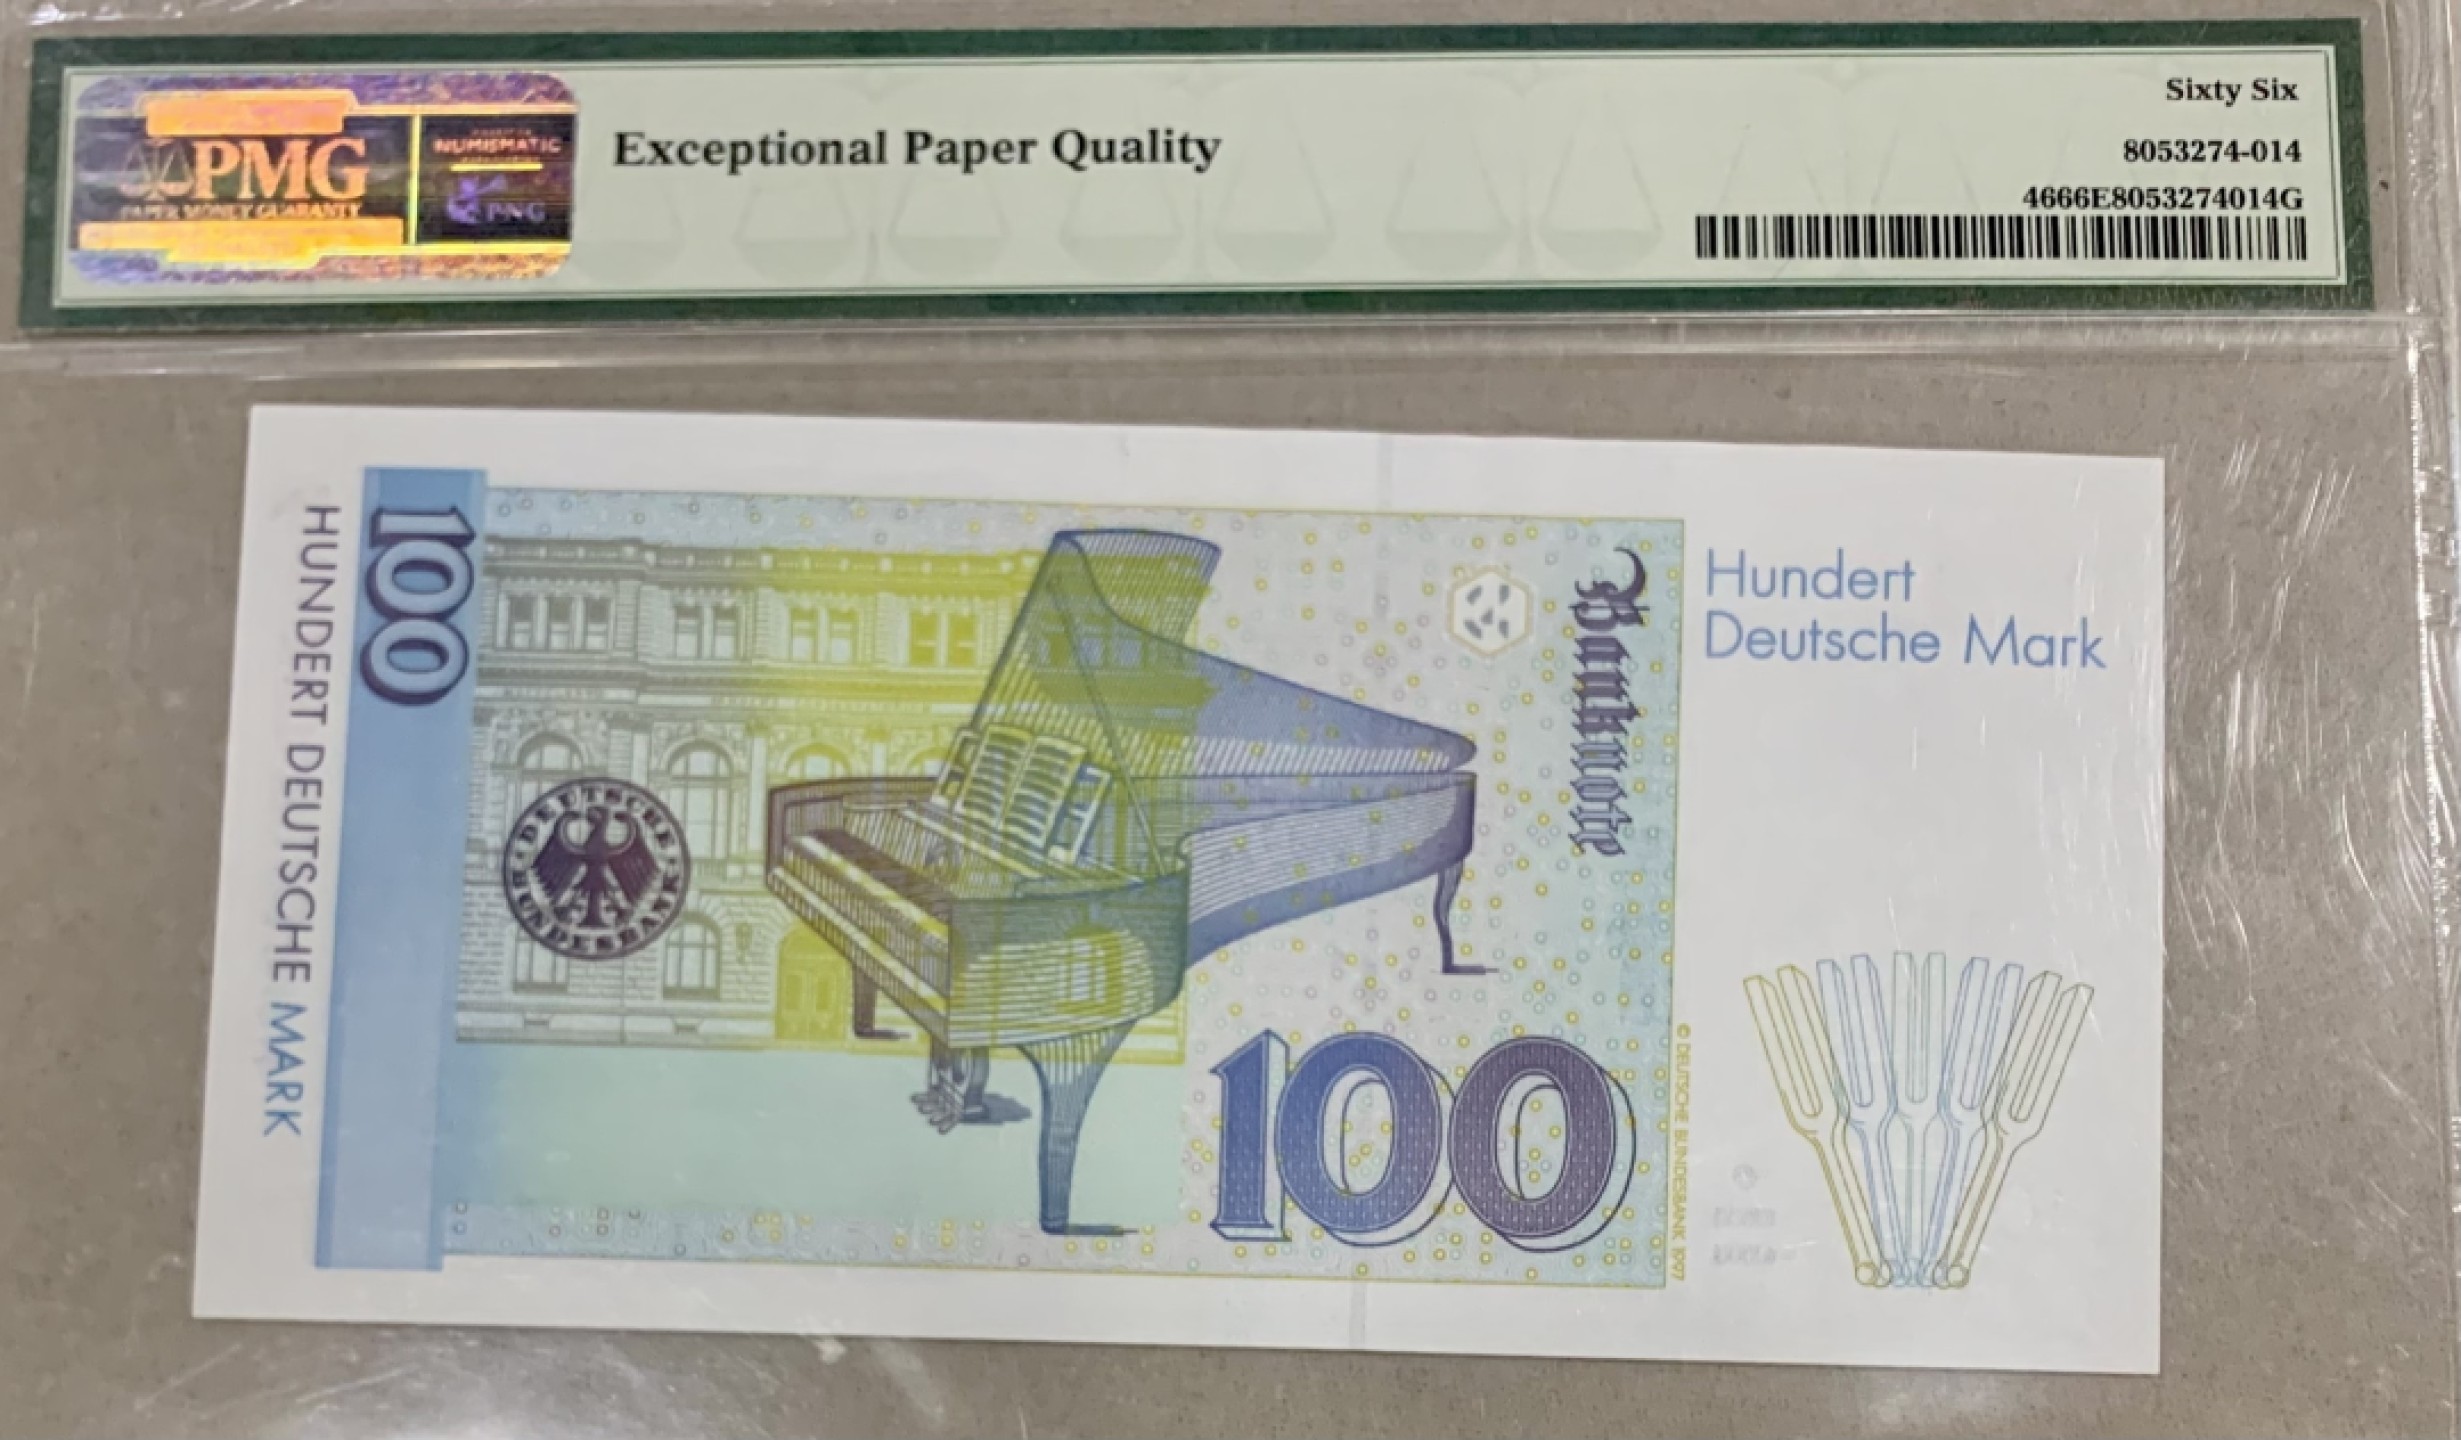 PMG
PAPER MONEY GUARANTY
NUMISMATIC
PNG
Exceptional Paper Quality
Sixty Six
8053274-014
4666E8053274014G
HUNDERT DEUTSCHE MARK
100
DEUTSCHE BUNDESBANK
Banknote
Hundert
Deutsche Mark
100
© DEUTSCHE BUNDESBANK 1997